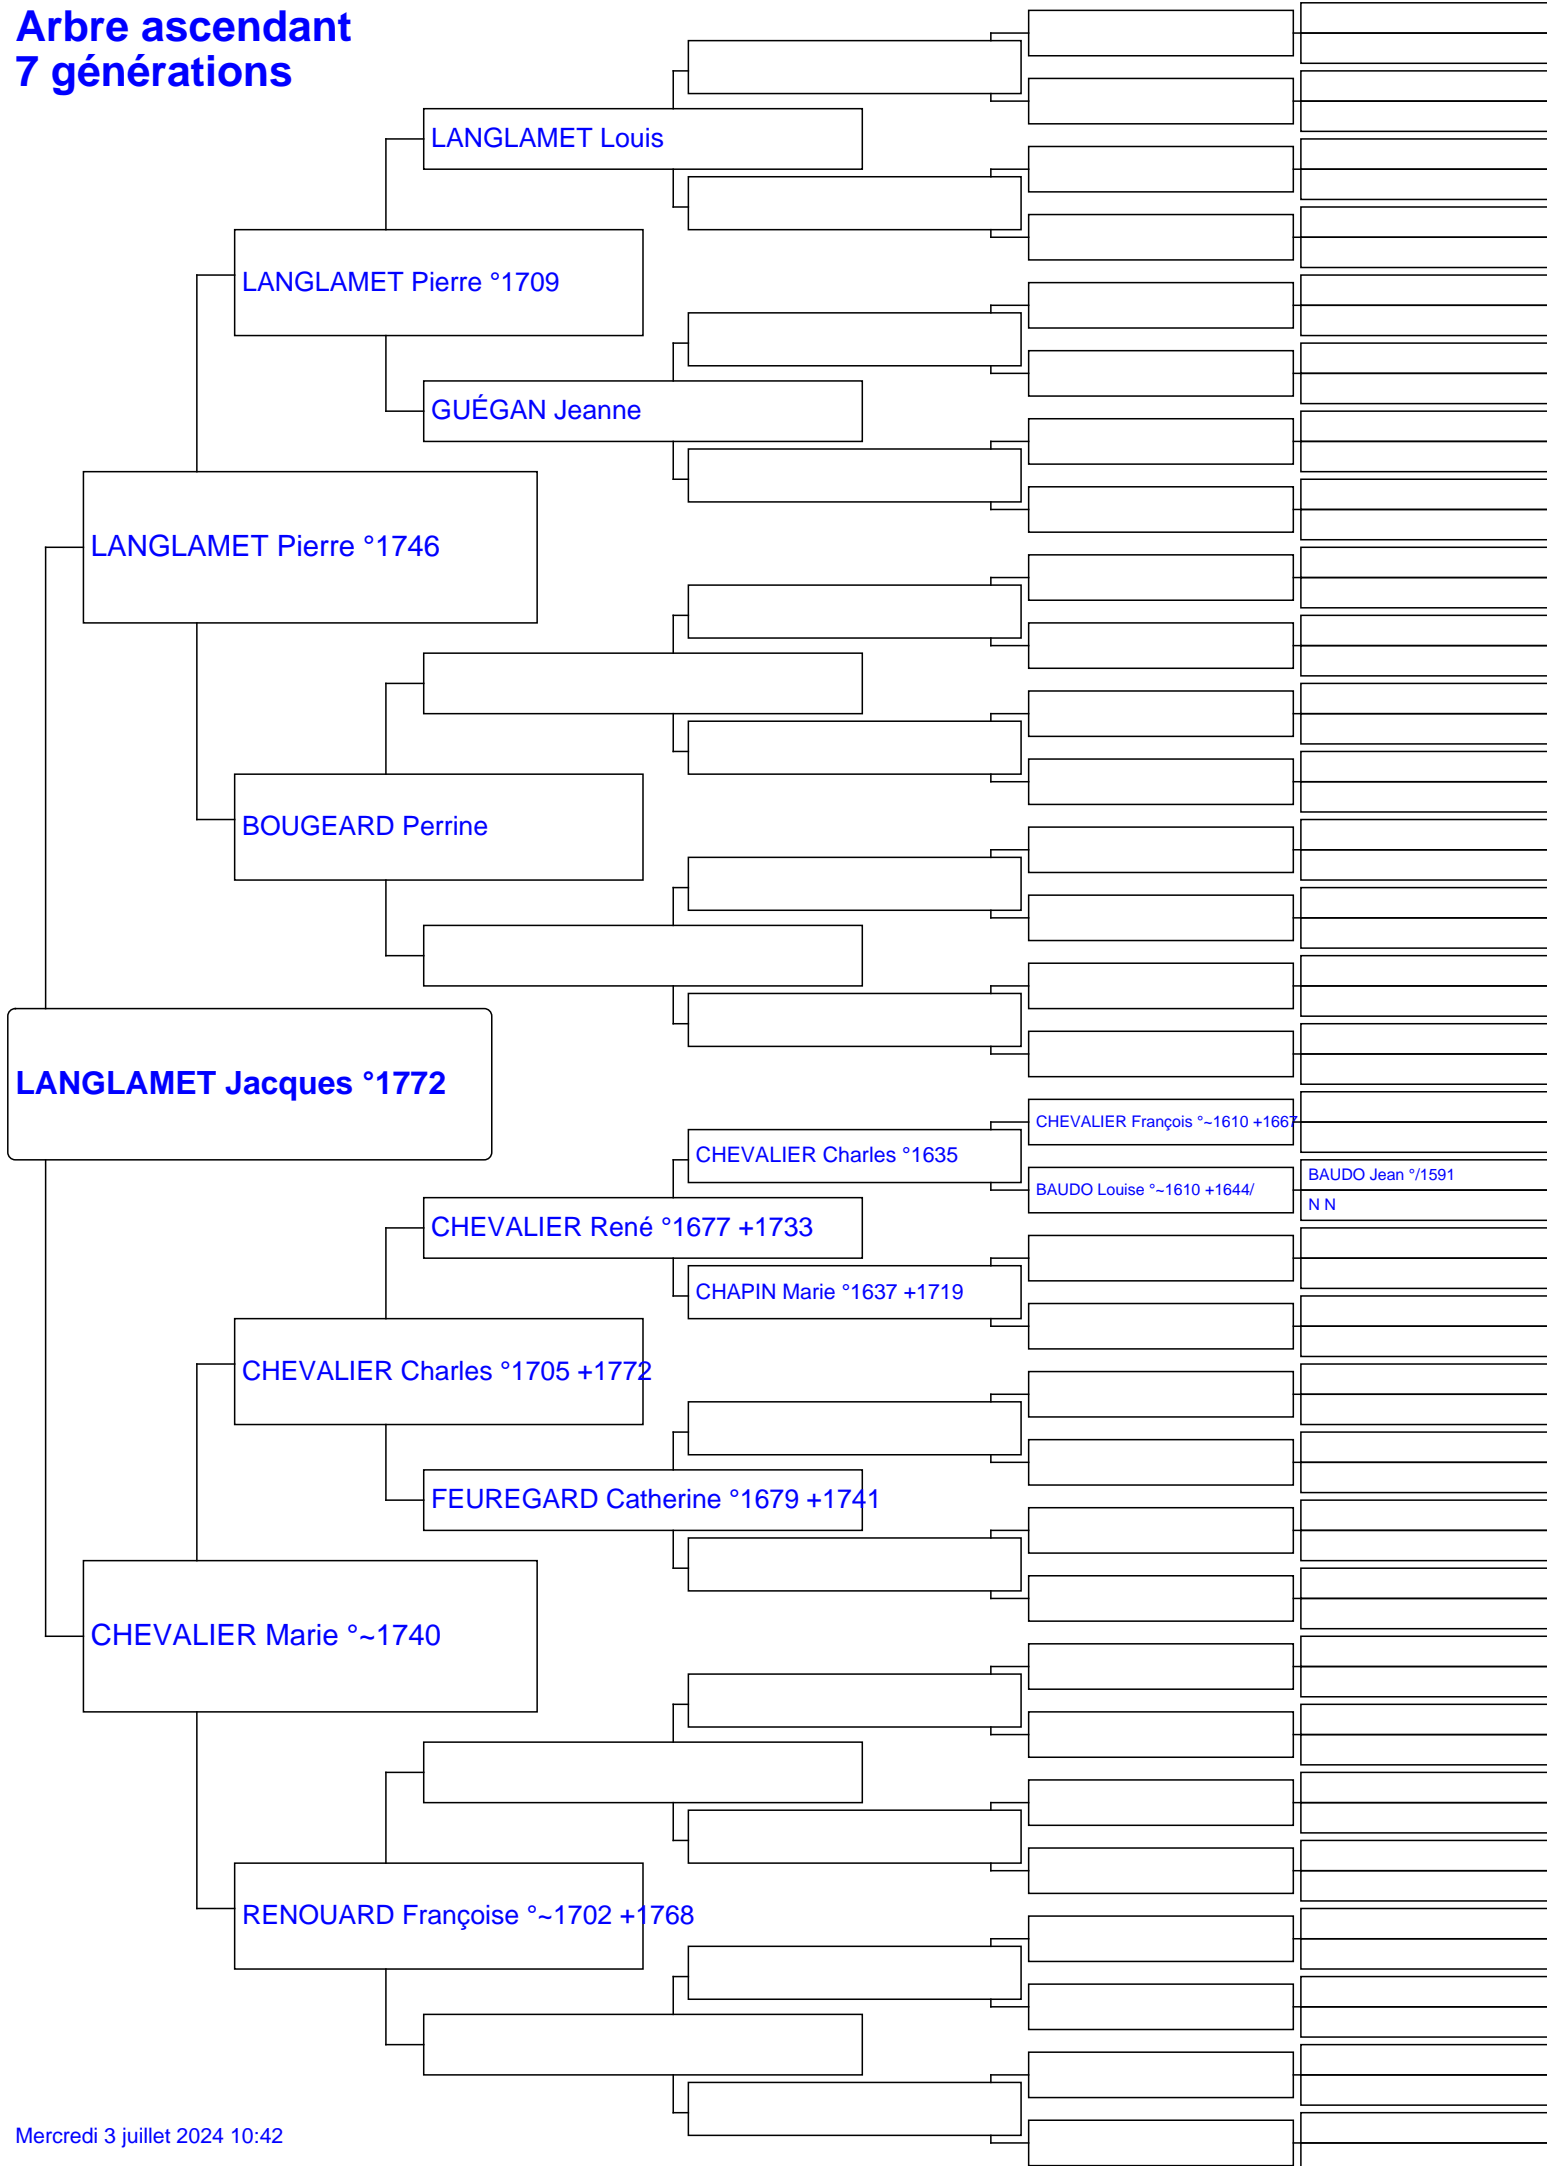 Arbre ascendant
7 générations
LANGLAMET Louis
LANGLAMET Pierre °1709
GUÉGAN Jeanne
LANGLAMET Pierre °1746
BOUGEARD Perrine
LANGLAMET Jacques °1772
CHEVALIER François °~1610 +1667
CHEVALIER Charles °1635
BAUDO Jean °/1591
BAUDO Louise °~1610 +1644/
N N
CHEVALIER René °1677 +1733
CHAPIN Marie °1637 +1719
CHEVALIER Charles °1705 +1772
FEUREGARD Catherine °1679 +1741
CHEVALIER Marie °~1740
RENOUARD Françoise °~1702 +1768
Mercredi 3 juillet 2024 10:42